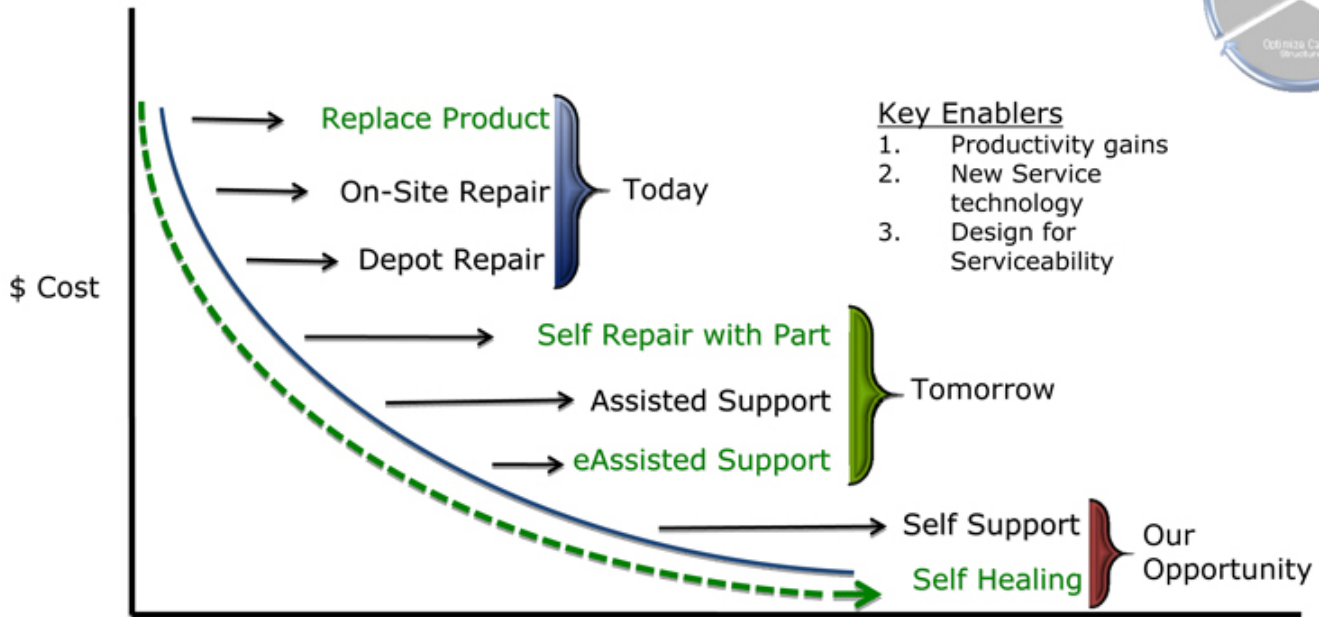 Optimize
Replace Product
On-Site Repair
Depot Repair
Today
Key Enablers
1. Productivity gains
2. New Service
technology
3. Design for
Serviceability
$ Cost
Self Repair with Part
Assisted Support
eAssisted Support
Tomorrow
Self Support
Self Healing
Our
Opportunity